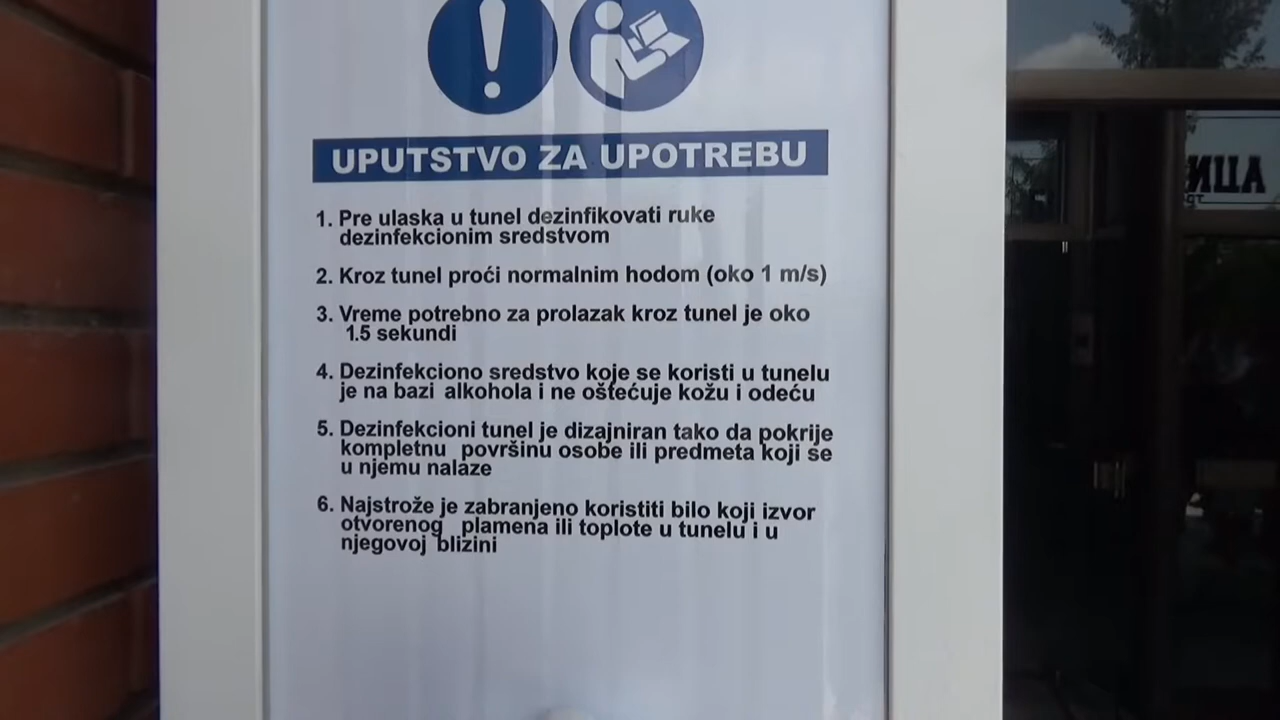 UPUTSTVO ZA UPOTREBU
1. Pre ulaska u tunel dezinfikovati ruke
dezinfekcionim sredstvom
2. Kroz tunel proći normalnim hodom (oko 1 m/s)
3. Vreme potrebno za prolazak kroz tunel je oko
1.5 sekundi
4. Dezinfekciono sredstvo koje se koristi u tunelu
je na bazi alkohola i ne oštećuje kožu i odeću
5. Dezinfekcioni tunel je dizajniran tako da pokrije
kompletnu površinu osobe ili predmeta koji se
u njemu nalaze
6. Najstrože je zabranjeno koristiti bilo koji izvor
otvorenog plamena ili toplote u tunelu i u
njegovoj blizini